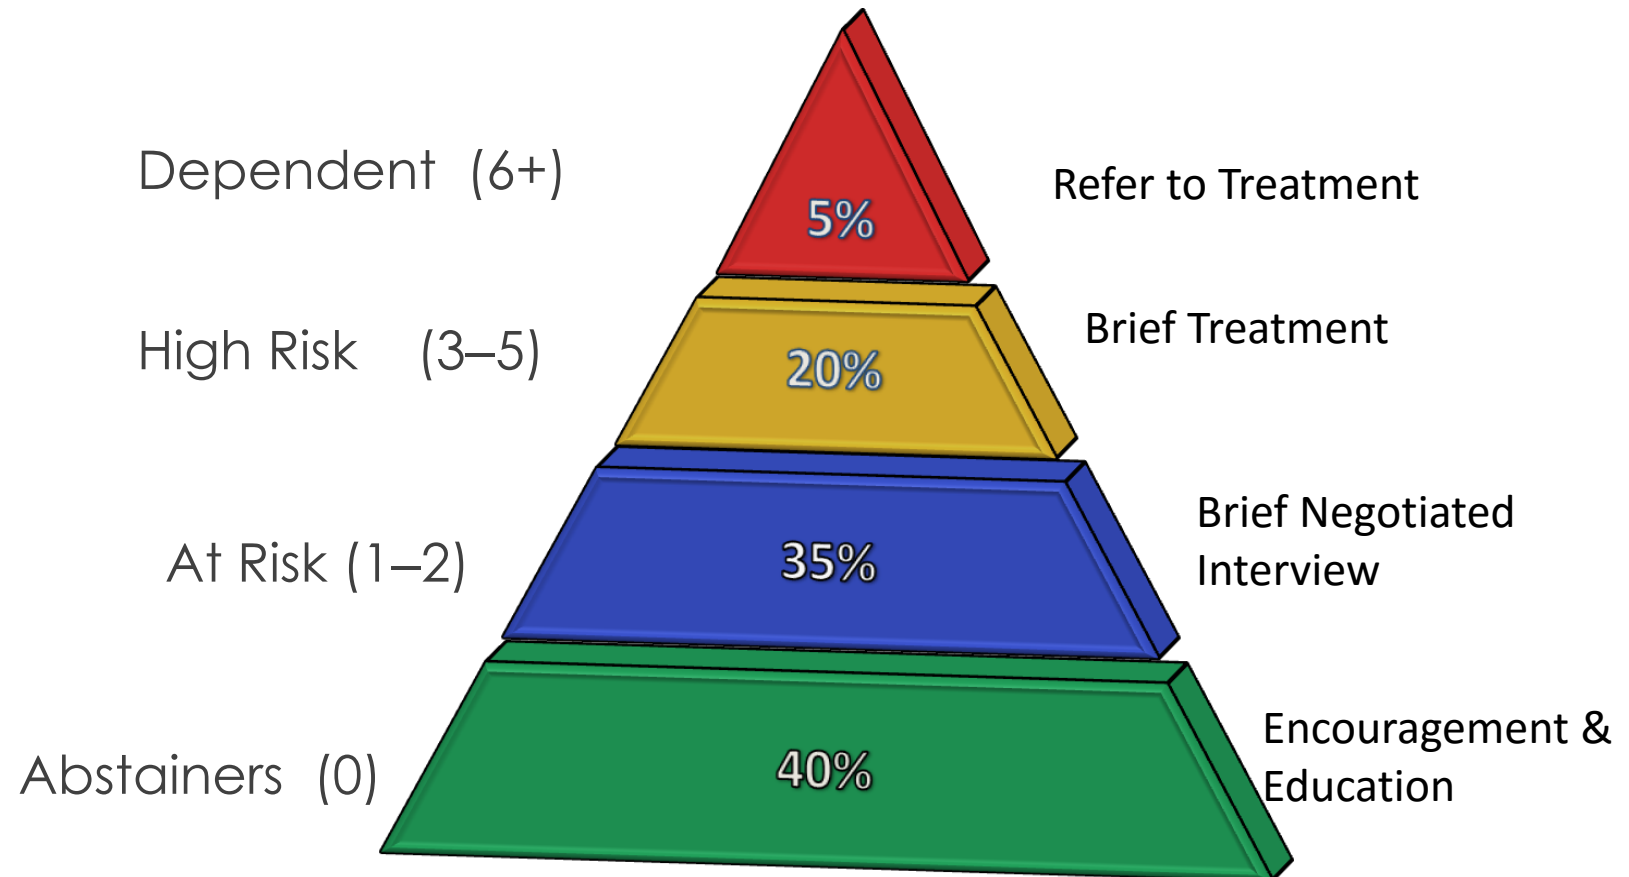 Dependent (6+)
5%
Refer to Treatment
High Risk (3–5)
20%
Brief Treatment
At Risk (1–2)
35%
Brief Negotiated
Interview
Abstainers (0)
40%
Encouragement &
Education